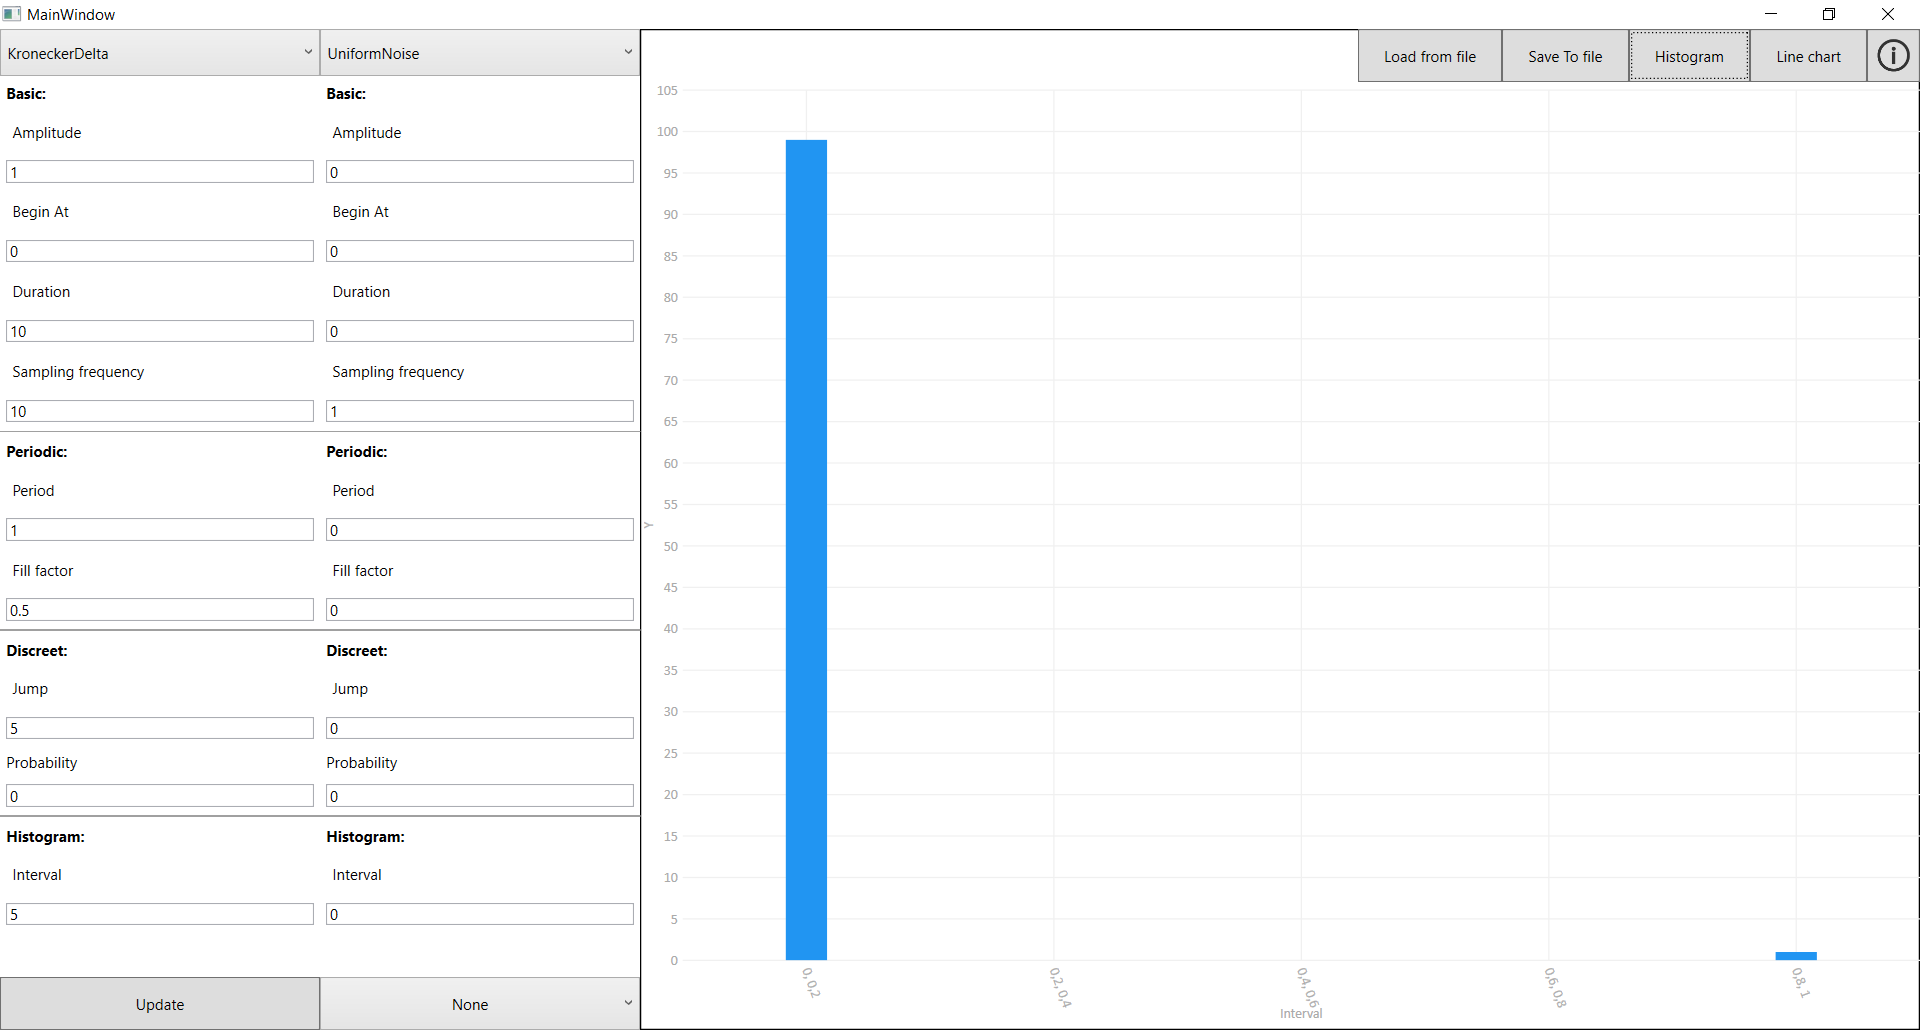 MainWindow
KroneckerDelta
UniformNoise
Load from file
Save To file
Histogram
Line chart
Basic:
Basic:
Amplitude
Amplitude
1
0
Begin At
Begin At
0
0
Duration
Duration
10
0
Sampling frequency
Sampling frequency
10
1
Periodic:
Periodic:
Period
Period
1
0
Fill factor
Fill factor
0.5
0
Discreet:
Discreet:
Jump
Jump
5
0
Probability
Probability
0
0
Histogram:
Histogram:
Interval
Interval
5
0
Update
None
105
100
95
90
85
80
75
70
65
60
55
50
45
40
35
30
25
20
15
10
5
0
Y
0, 0,2
0,2, 0,4
0,4, 0,6
0,6, 0,8
0,8, 1
Interval